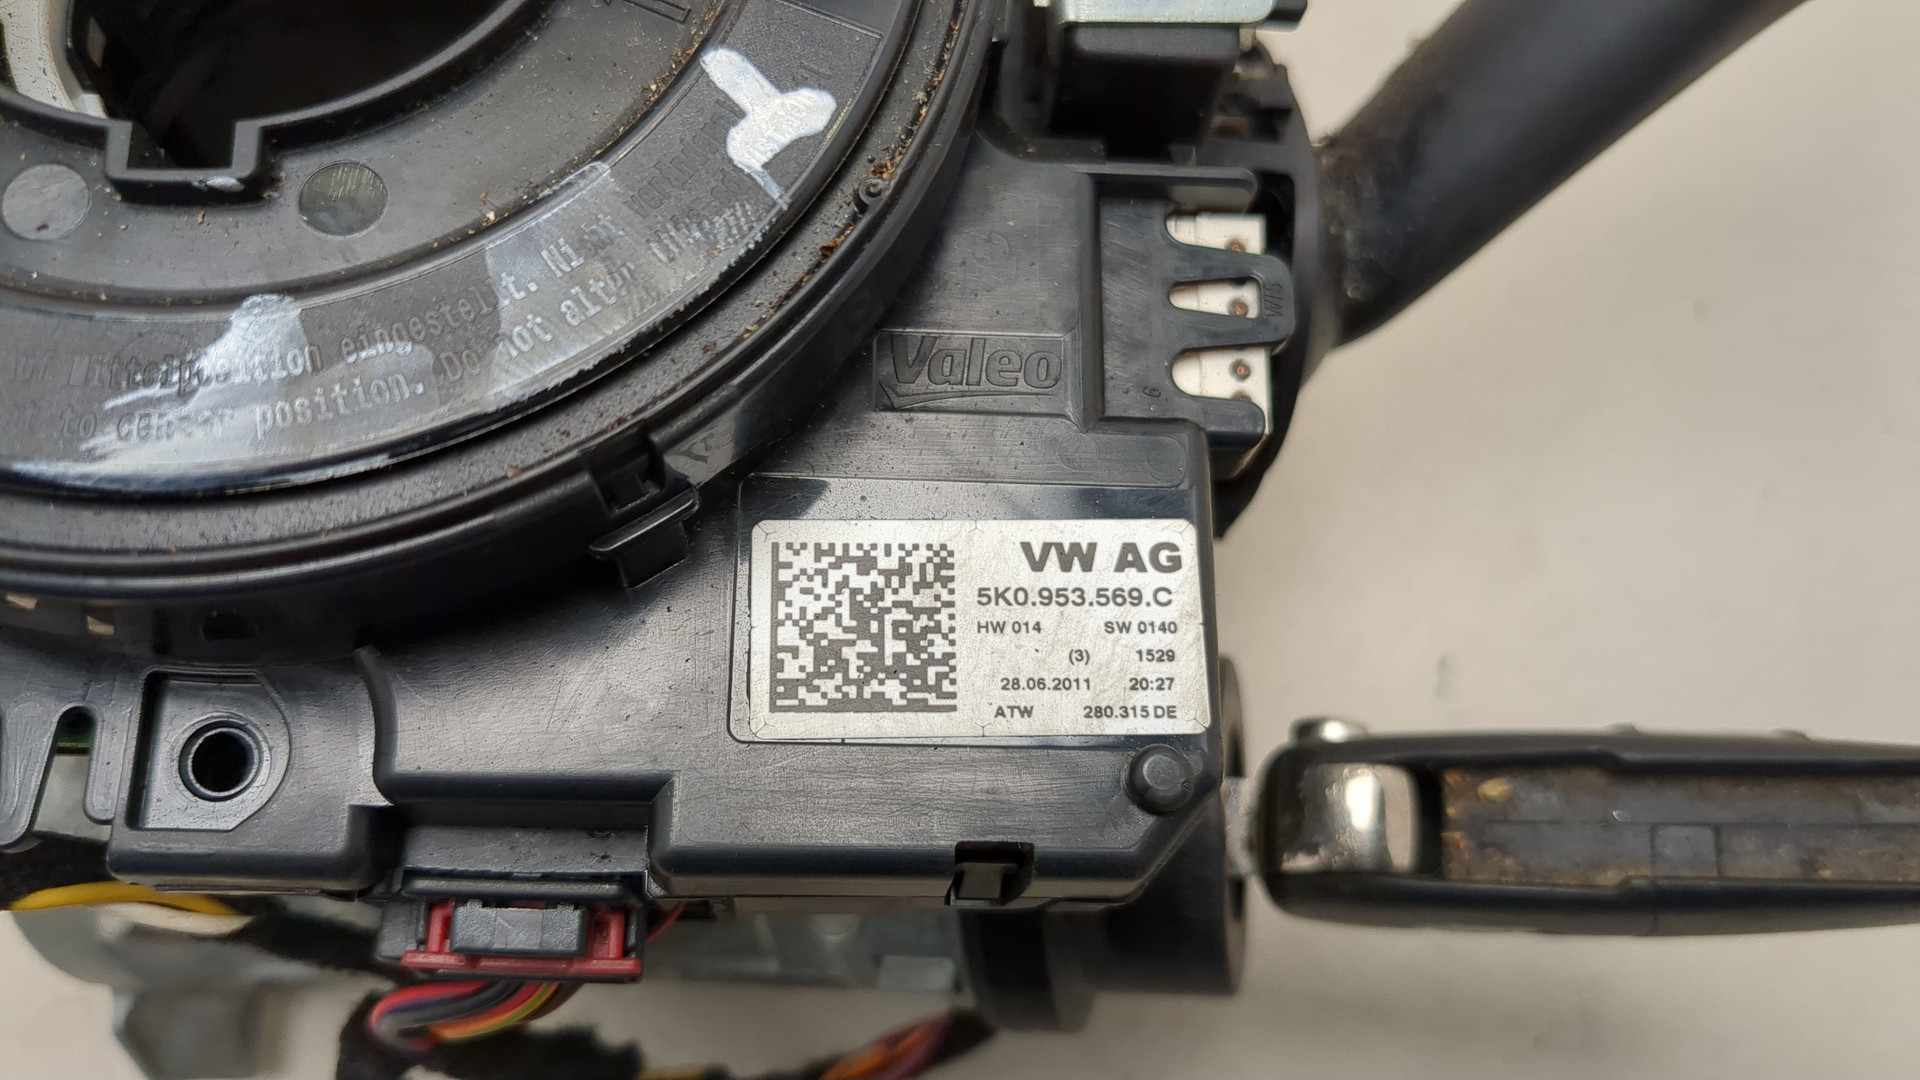 Mittelposition eingestellt. Nicht
to center position. Do not alter
Valeo
VW AG
5K0.953.569.C
HW 014 SW 0140
(3) 1529
28.06.2011 20:27
ATW 280.315 DE